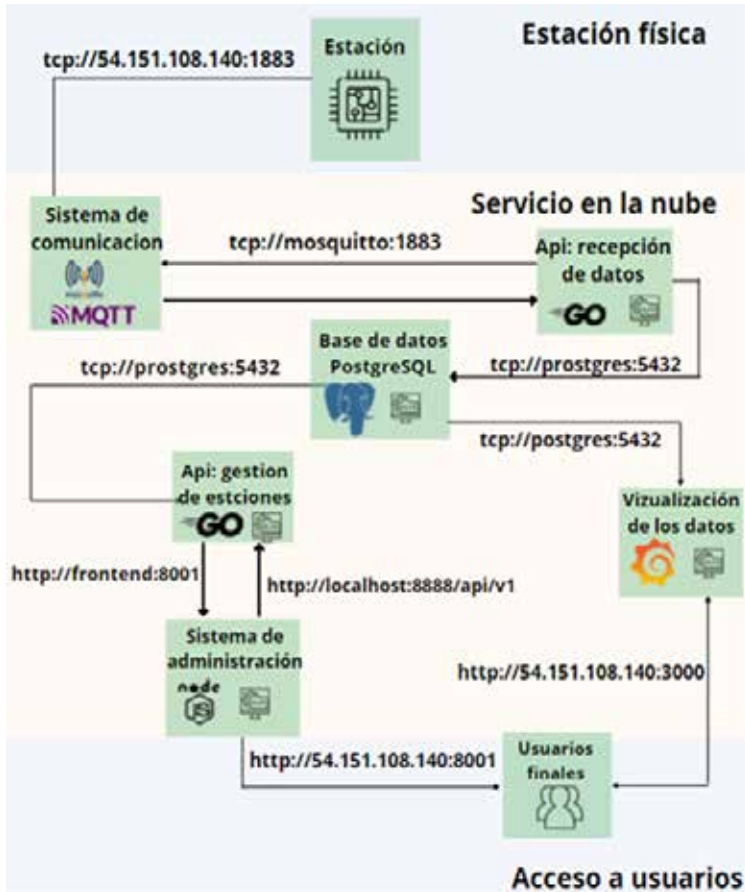 Estación física
Estación
tcp://54.151.108.140:1883
Servicio en la nube
Sistema de
comunicacion
MQTT
tcp://mosquitto:1883
Api: recepción
de datos
GO
Base de datos
PostgreSQL
tcp://prostgres:5432
tcp://prostgres:5432
tcp://postgres:5432
Api: gestion
de estciones
GO
Vizualización
de los datos
http://frontend:8001
http://localhost:8888/api/v1
Sistema de
administración
node
JS
http://54.151.108.140:3000
http://54.151.108.140:8001
Usuarios
finales
Acceso a usuarios